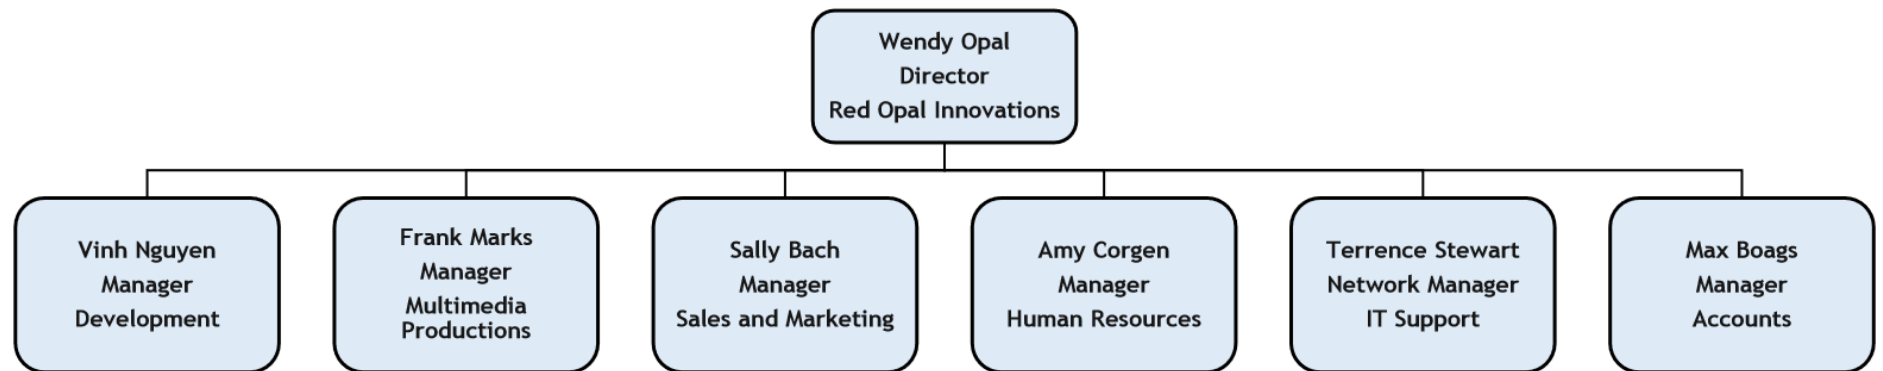 Wendy Opal
Director
Red Opal Innovations
Vinh Nguyen
Manager
Development
Frank Marks
Manager
Multimedia
Productions
Sally Bach
Manager
Sales and Marketing
Amy Corgen
Manager
Human Resources
Terrence Stewart
Network Manager
IT Support
Max Boags
Manager
Accounts